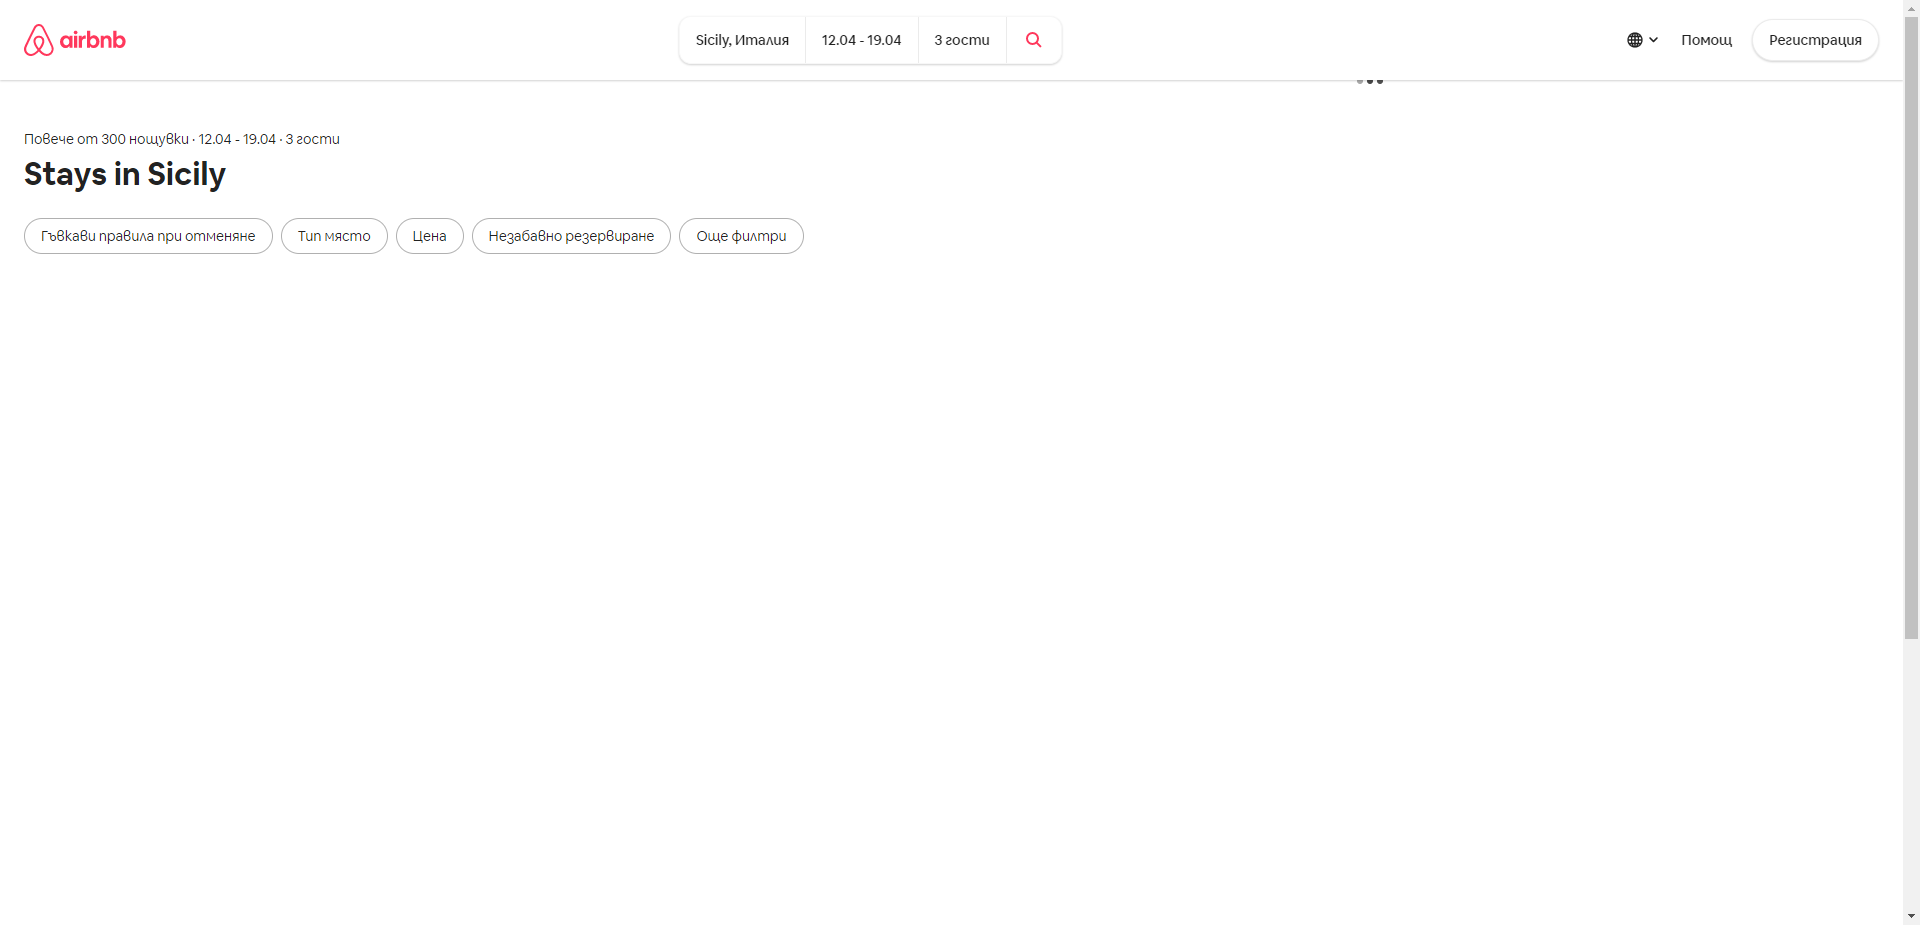 airbnb
Sicily, Италия
12.04 - 19.04
3 гости
Помощ
Регистрация
Повече от 300 нощувки · 12.04 - 19.04 · 3 гости
Stays in Sicily
Гъвкави правила при отменяне
Тип място
Цена
Незабавно резервиране
Още филтри